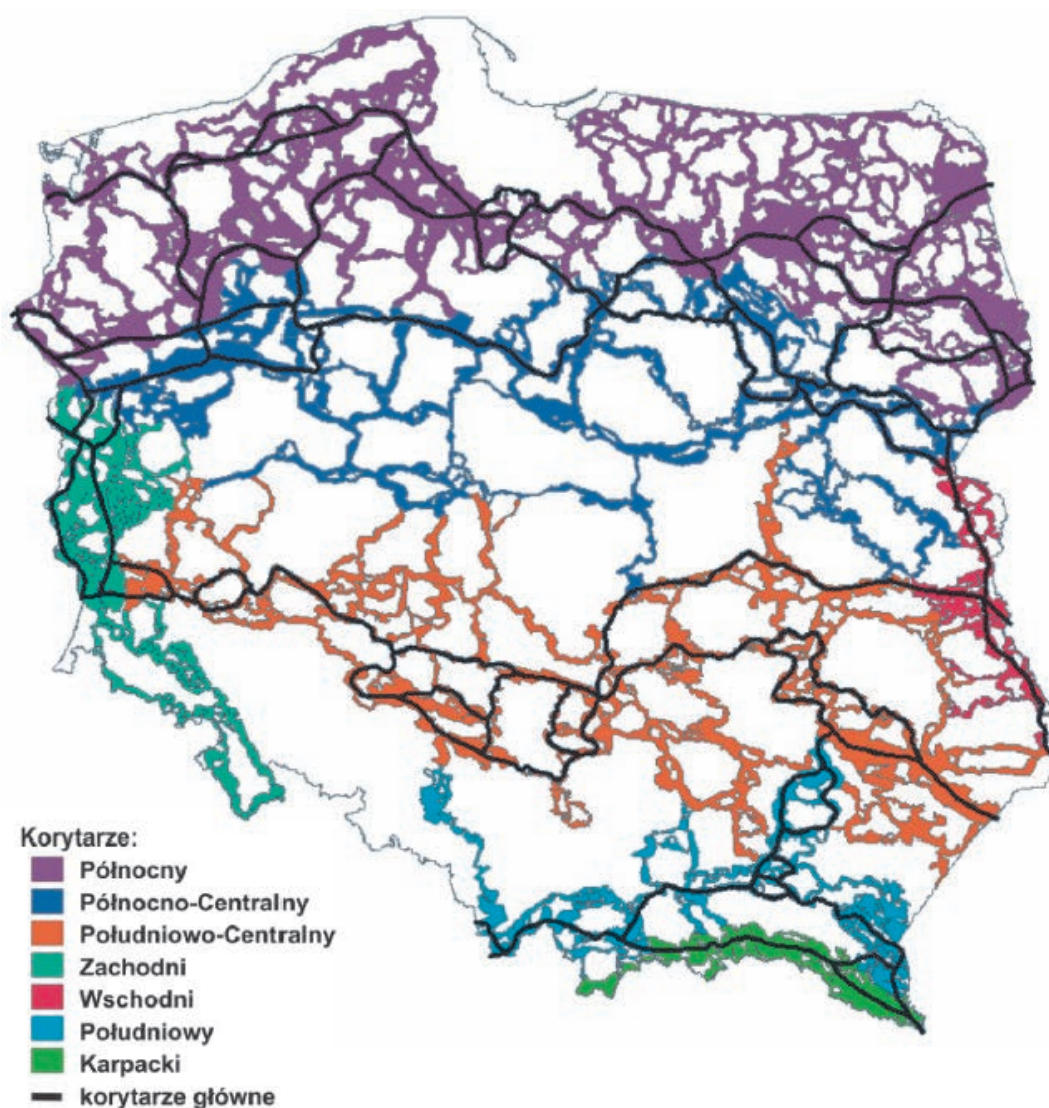 Korytarze:
Północny
Północno-Centralny
Południowo-Centralny
Zachodni
Wschodni
Południowy
Karpacki
korytarze główne